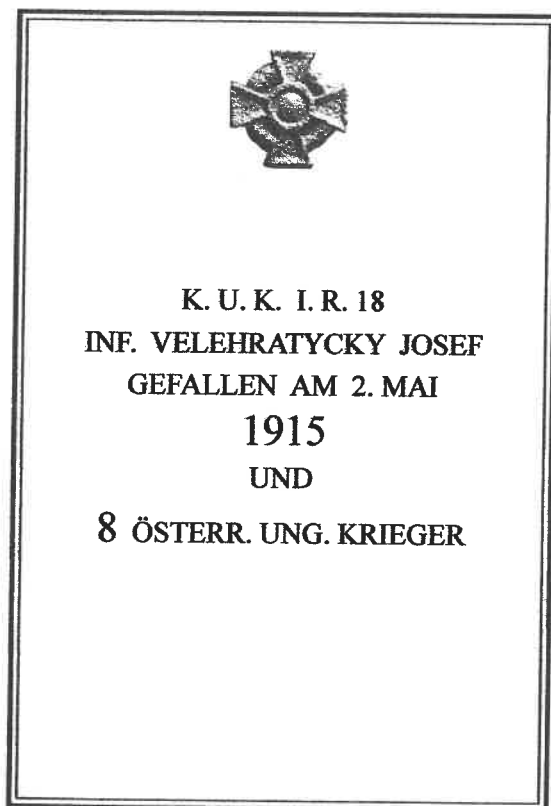 K. U. K. I. R. 18
INF. VELEHRATYCKY JOSEF
GEFALLEN AM 2. MAI
1915
UND
8 ÖSTERR. UNG. KRIEGER